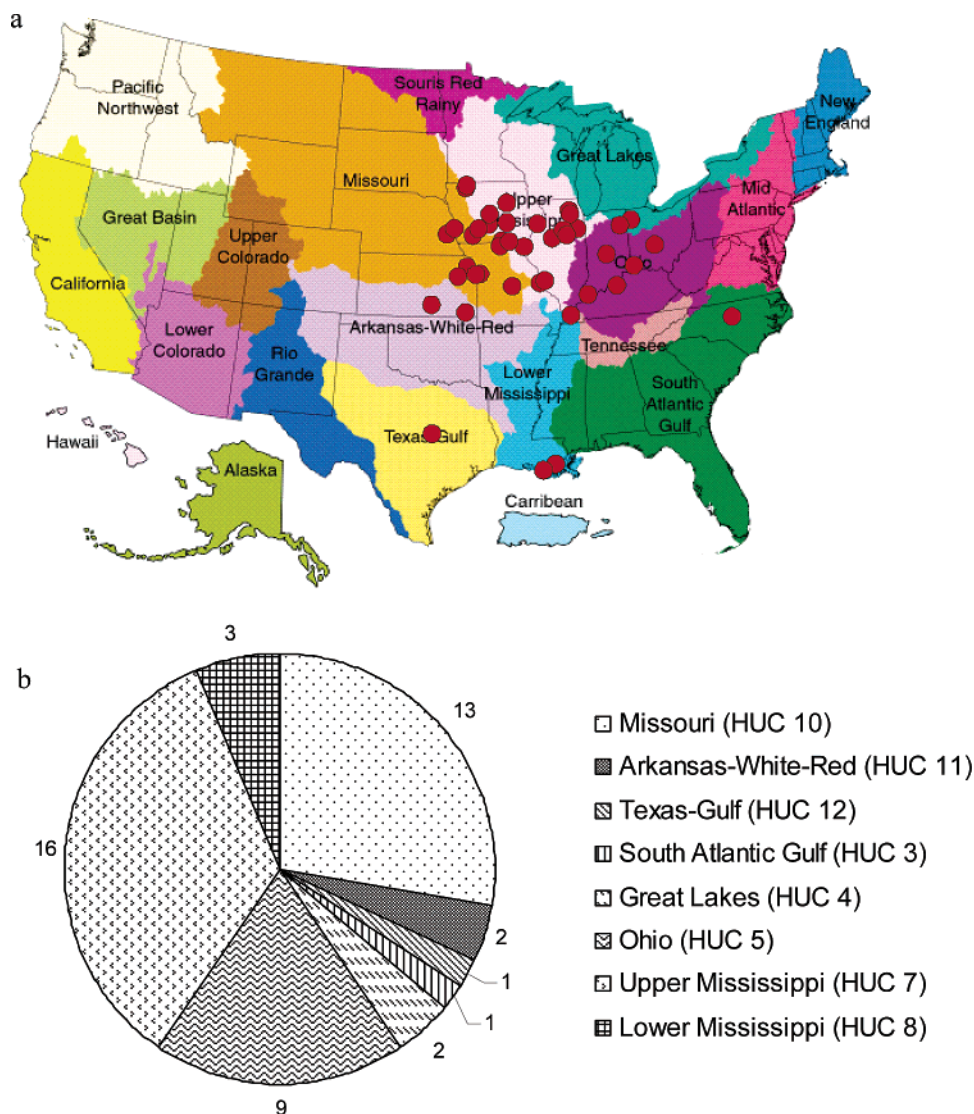 a
Pacific
Northwest
Souris Red
Rainy
New
England
Great Lakes
Missouri
Upper
Mississippi
Mid
Atlantic
Great Basin
Upper
Colorado
Ohio
California
Lower
Colorado
Arkansas-White-Red
Tennessee
Rio
Grande
Lower
Mississippi
South
Atlantic
Gulf
Texas-Gulf
Hawaii
Alaska
Carribean
b
3
13
16
2
1
1
2
9
Missouri (HUC 10)
Arkansas-White-Red (HUC 11)
Texas-Gulf (HUC 12)
South Atlantic Gulf (HUC 3)
Great Lakes (HUC 4)
Ohio (HUC 5)
Upper Mississippi (HUC 7)
Lower Mississippi (HUC 8)